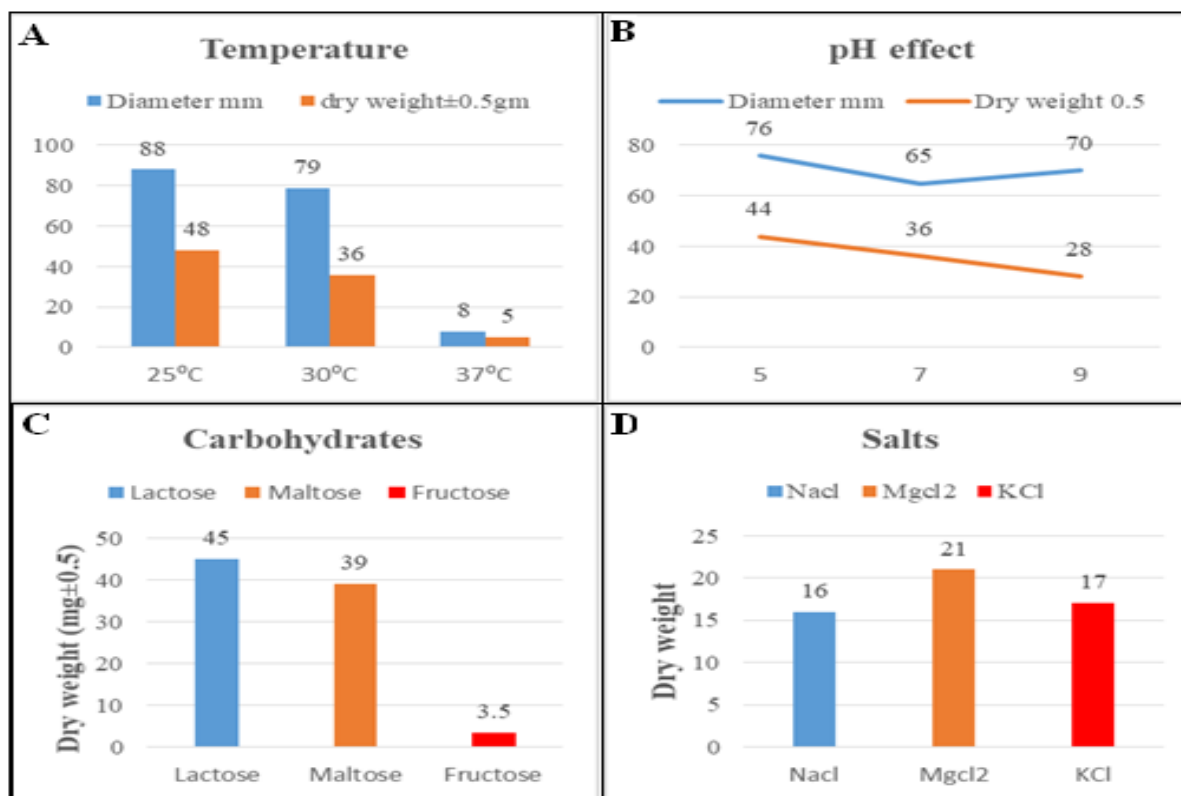 A
Temperature
Diameter mm dry weight±0.5gm
100
80
60
40
20
0
88
48
79
36
8
5
25°C 30°C 37°C
B
pH effect
Diameter mm Dry weight 0.5
80
60
40
20
0
76
65
70
44
36
28
5 7 9
C
Carbohydrates
Lactose Maltose Fructose
Dry weight (mg±0.5)
50
40
30
20
10
0
45
39
3.5
Lactose Maltose Fructose
D
Salts
Nacl Mgcl2 KCl
Dry weight
25
20
15
10
5
0
16
21
17
Nacl Mgcl2 KCl